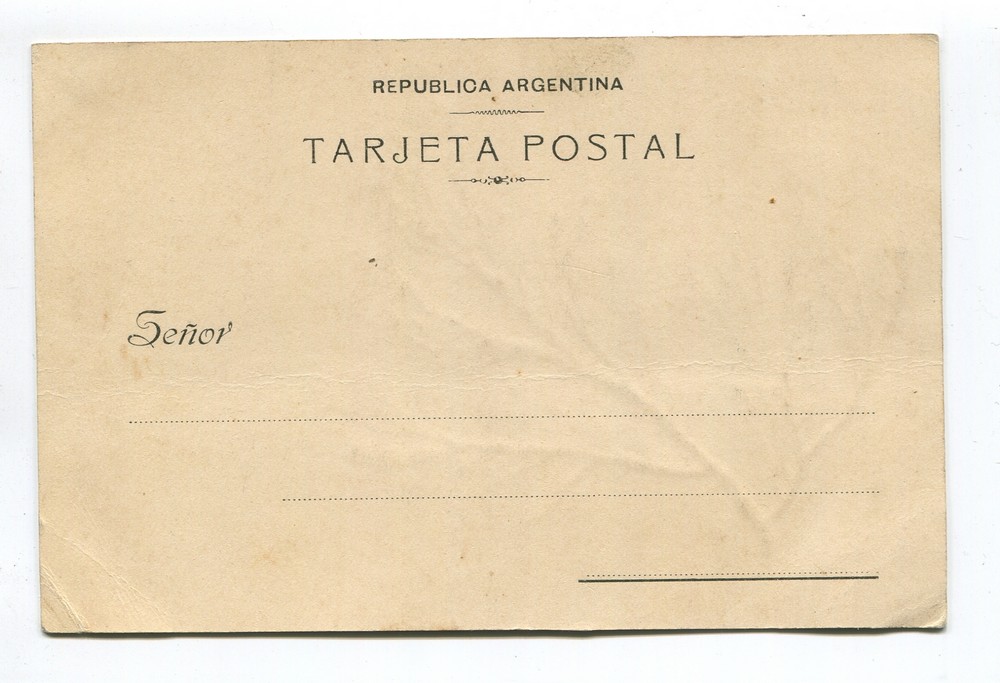 REPUBLICA ARGENTINA
TARJETA POSTAL
Señor